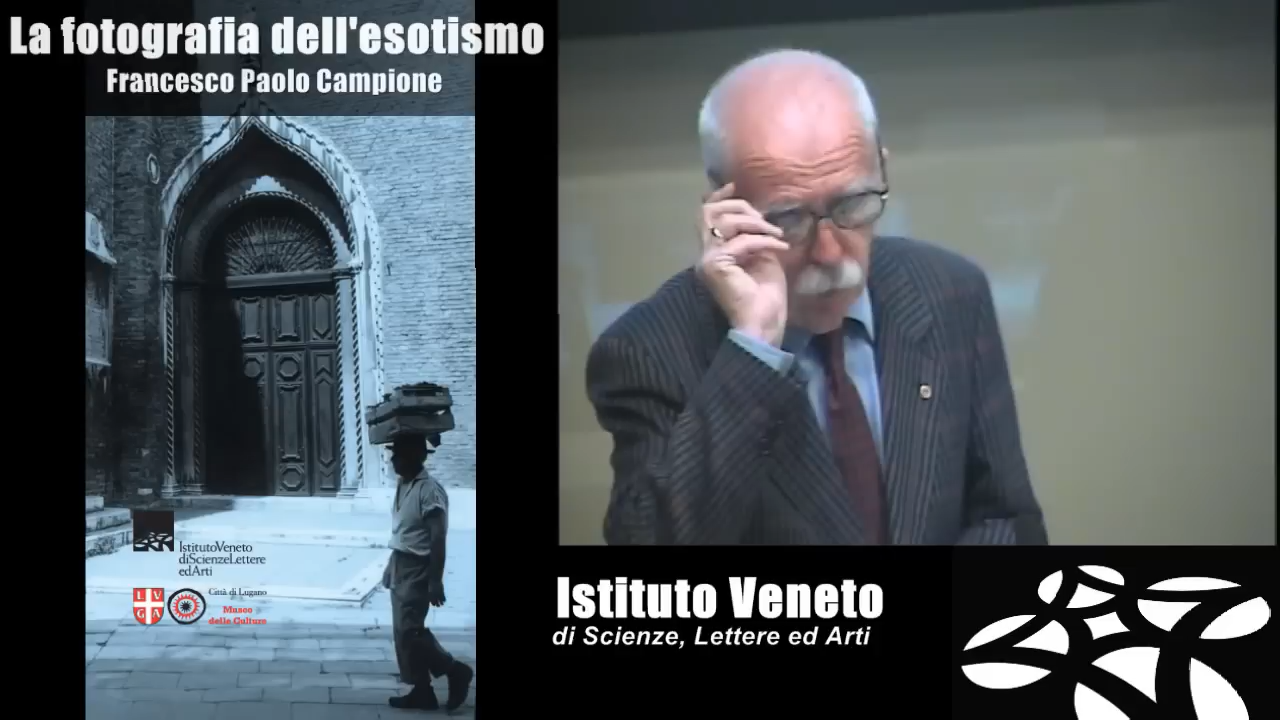 La fotografia dell'esotismo
Francesco Paolo Campione
IstitutoVeneto
diScienzeLettere
edArti
LVGA
Città di Lugano
Museo
delle Culture
Istituto Veneto
di Scienze, Lettere ed Arti